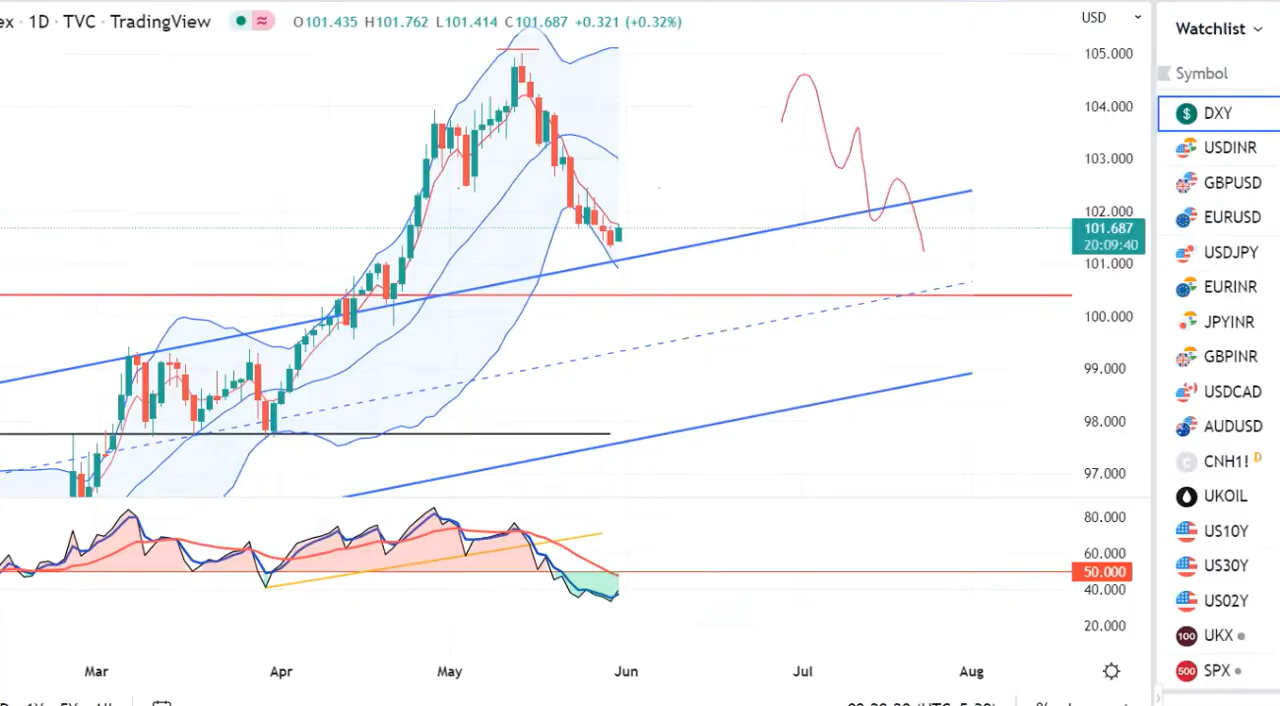 ex · 1D · TVC · TradingView O101.435 H101.762 L101.414 C101.687 +0.321 (+0.32%)
USD
105.000
104.000
103.000
102.000
101.687
20:09:40
101.000
100.000
99.000
98.000
97.000
80.000
60.000
50.000
40.000
20.000
Mar Apr May Jun Jul Aug
Watchlist
Symbol
$ DXY
USDINR
GBPUSD
EURUSD
USDJPY
EURINR
JPYINR
GBPINR
USDCAD
AUDUSD
C CNH1! D
UKOIL
US10Y
US30Y
US02Y
100 UKX
500 SPX